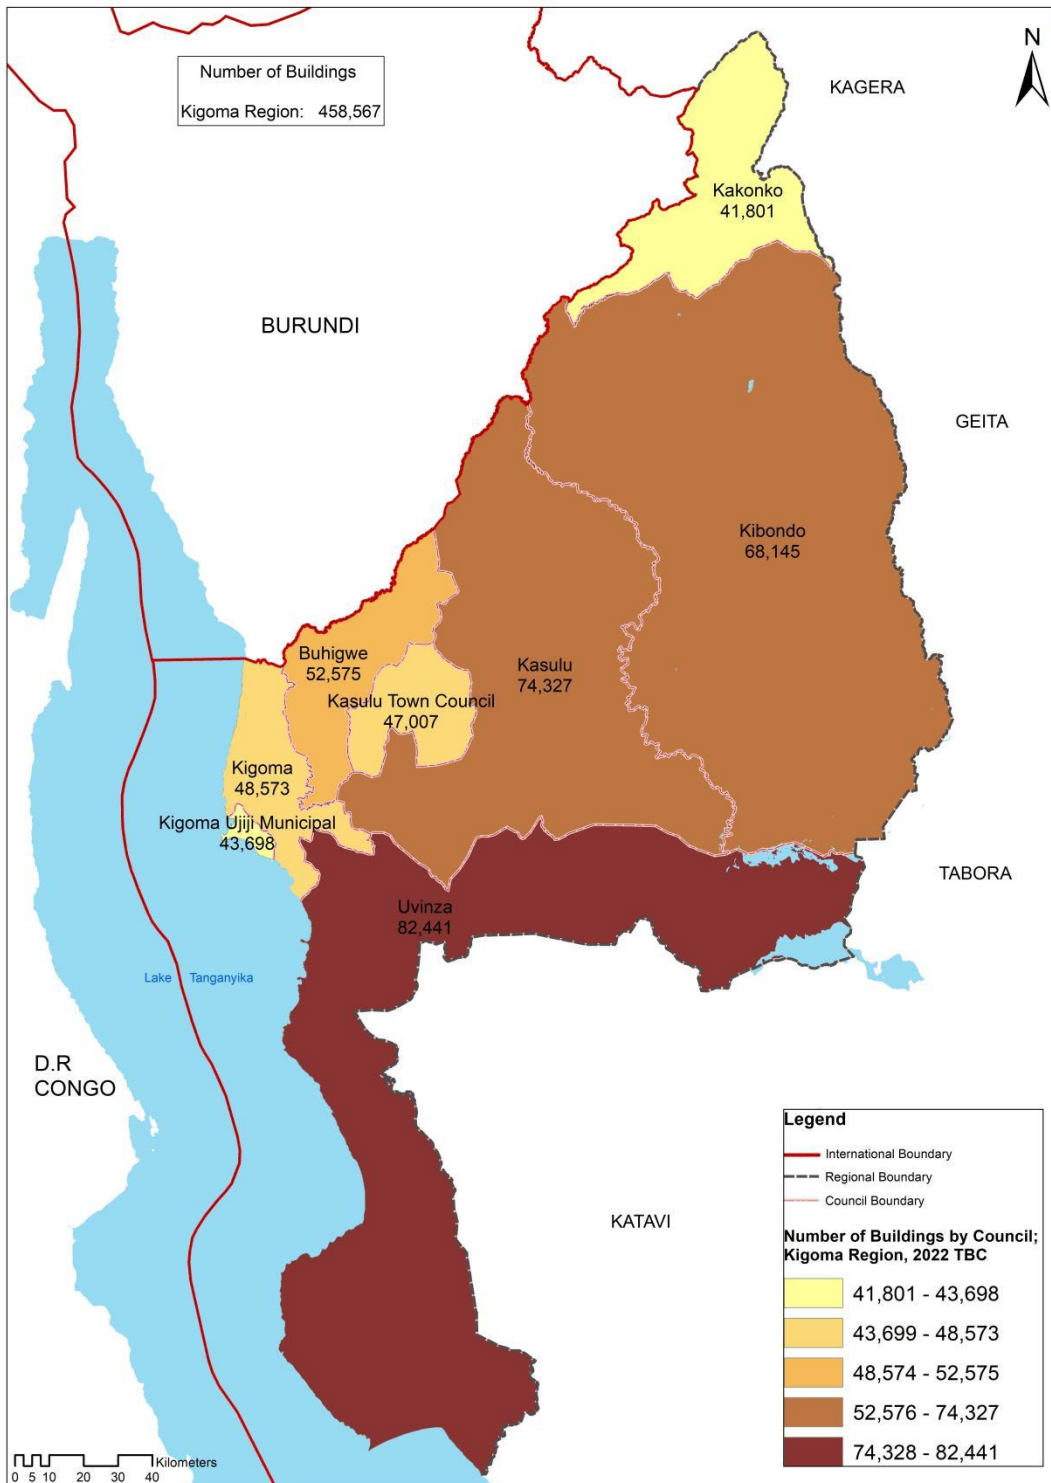 Number of Buildings
Kigoma Region: 458,567
N
KAGERA
Kakonko
41,801
BURUNDI
GEITA
Kibondo
68,145
Buhigwe
52,575
Kasulu
74,327
Kasulu Town Council
47,007
Kigoma
48,573
Kigoma Ujiji Municipal
43,698
TABORA
Uvinza
82,441
Lake Tanganyika
D.R
CONGO
KATAVI
Legend
International Boundary
Regional Boundary
Council Boundary
Number of Buildings by Council;
Kigoma Region, 2022 TBC
41,801 - 43,698
43,699 - 48,573
48,574 - 52,575
52,576 - 74,327
74,328 - 82,441
Kilometers
0 5 10 20 30 40